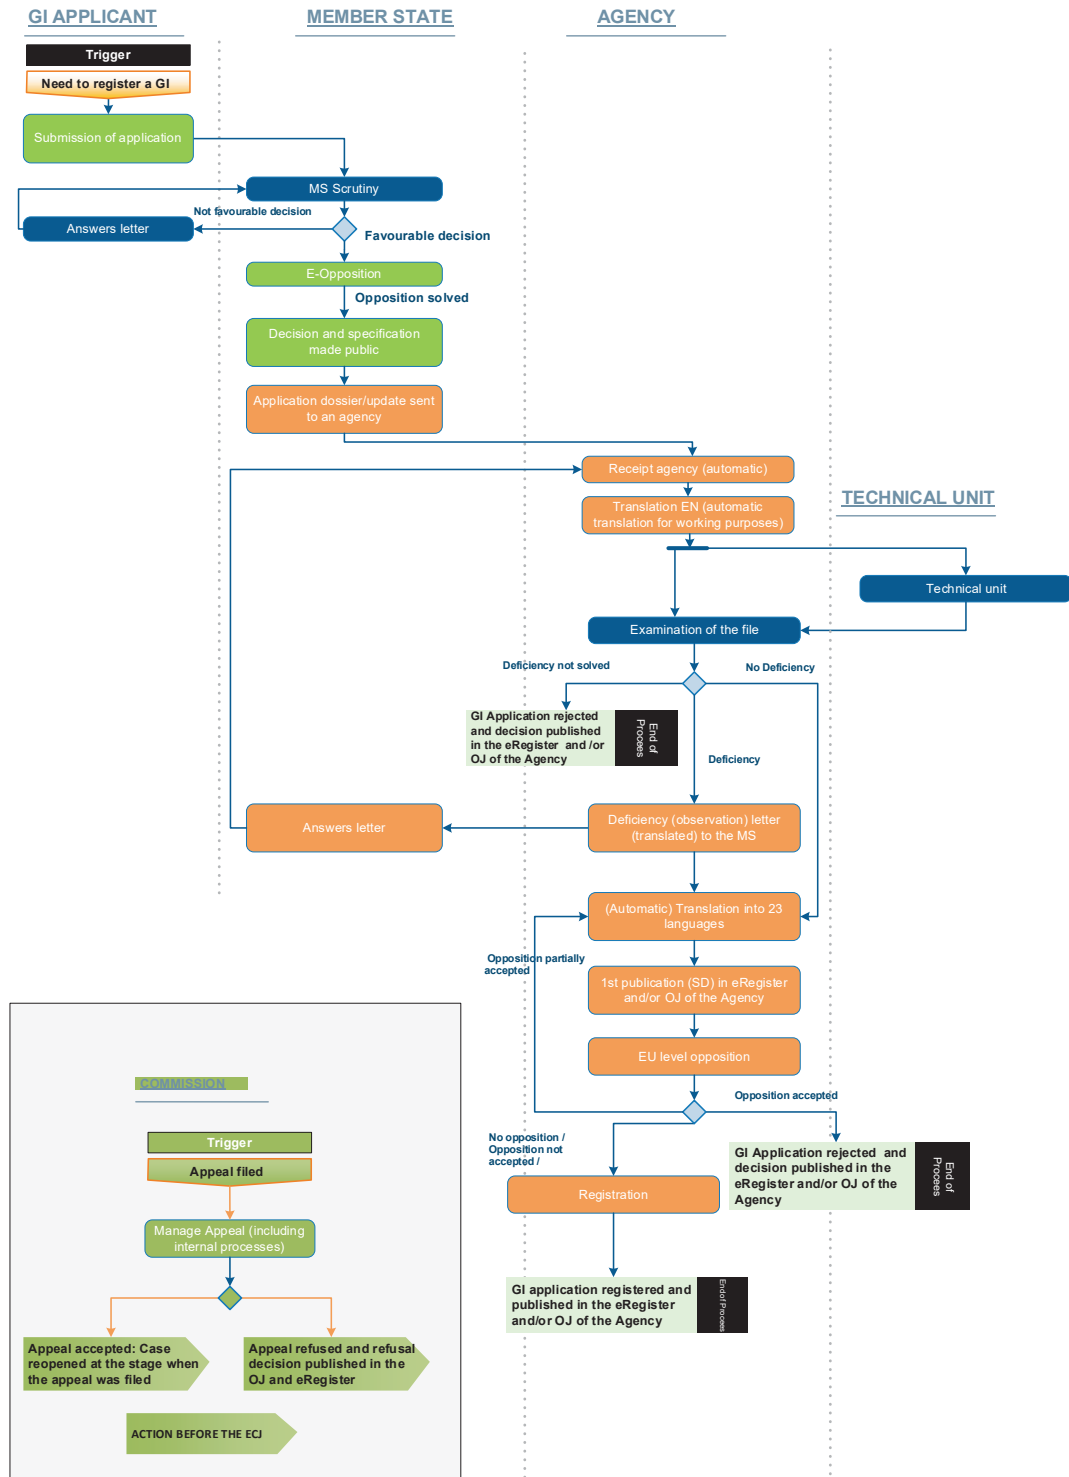 GI APPLICANT
MEMBER STATE
AGENCY
Trigger
Need to register a GI
Submission of application
MS Scrutiny
Not favourable decision
Answers letter
Favourable decision
E-Opposition
Opposition solved
Decision and specification
made public
Application dossier/update sent
to an agency
Receipt agency (automatic)
Translation EN (automatic
translation for working purposes)
TECHNICAL UNIT
Technical unit
Examination of the file
Deficiency not solved
No Deficiency
GI Application rejected
and decision published
in the eRegister and /or
OJ of the Agency
End of
Procees
Deficiency
Deficiency (observation) letter
(translated) to the MS
Answers letter
(Automatic) Translation into 23
languages
Opposition partially
accepted
1st publication (SD) in eRegister
and/or OJ of the Agency
EU level opposition
Opposition accepted
No opposition /
Opposition not
accepted /
GI Application rejected and
decision published in the
eRegister and/or OJ of the
Agency
End of
Procees
Registration
GI application registered and
published in the eRegister
and/or OJ of the Agency
End of Procees
COMMISSION
Trigger
Appeal filed
Manage Appeal (including
internal processes)
Appeal accepted: Case
reopened at the stage when
the appeal was filed
Appeal refused and refusal
decision published in the
OJ and eRegister
ACTION BEFORE THE ECJ